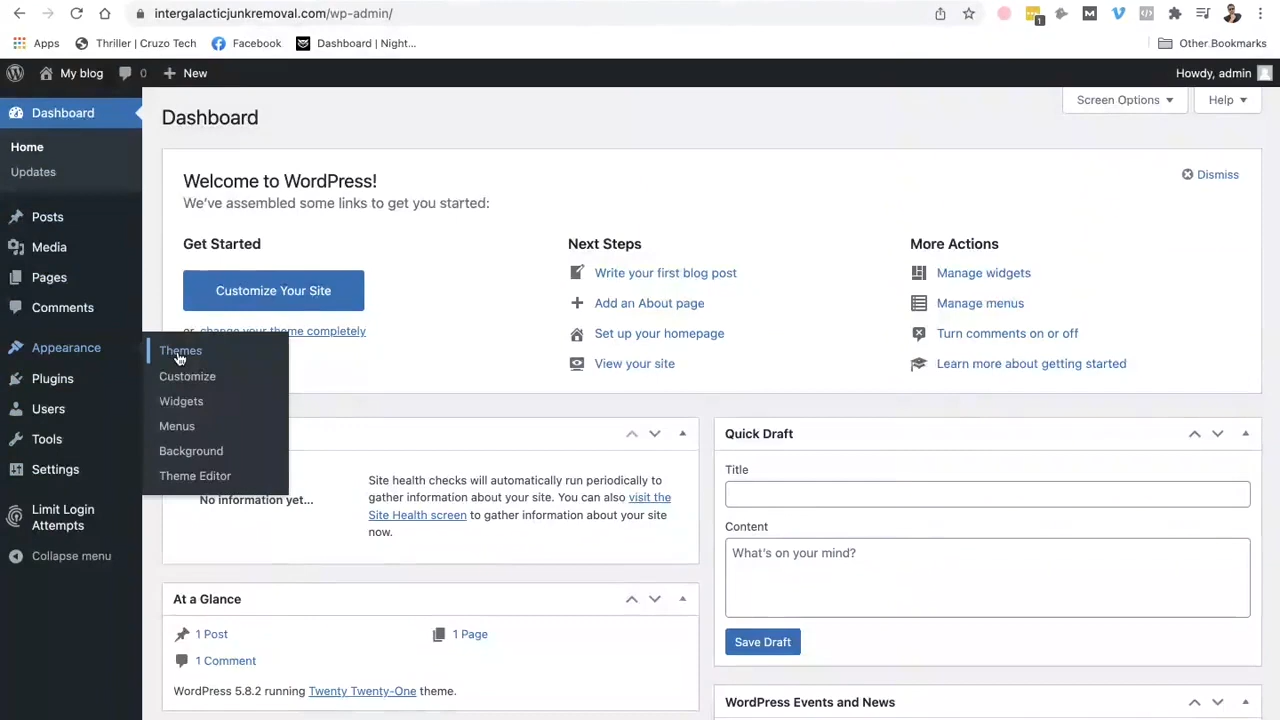 intergalacticjunkremoval.com/wp-admin/
1
Apps
Thriller | Cruzo Tech
Facebook
Dashboard | Night...
Other Bookmarks
My blog
0
New
Howdy, admin
Dashboard
Home
Updates
Posts
Media
Pages
Comments
Appearance
Plugins
Users
Tools
Settings
Limit Login
Attempts
Collapse menu
Themes
Customize
Widgets
Menus
Background
Theme Editor
Dashboard
Screen Options
Help
Welcome to WordPress!
We've assembled some links to get you started:
Dismiss
Get Started
Customize Your Site
or, change your theme completely
Next Steps
Write your first blog post
Add an About page
Set up your homepage
View your site
More Actions
Manage widgets
Manage menus
Turn comments on or off
Learn more about getting started
No information yet...
Site health checks will automatically run periodically to
gather information about your site. You can also visit the
Site Health screen to gather information about your site
now.
At a Glance
1 Post
1 Page
1 Comment
WordPress 5.8.2 running Twenty Twenty-One theme.
Quick Draft
Title
Content
What's on your mind?
Save Draft
WordPress Events and News